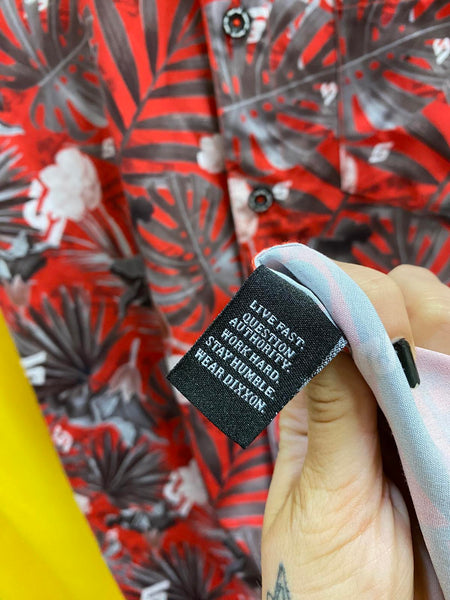 LIVE FAST.
QUESTION
AUTHORITY.
WORK HARD.
STAY HUMBLE.
WEAR DIXXON.